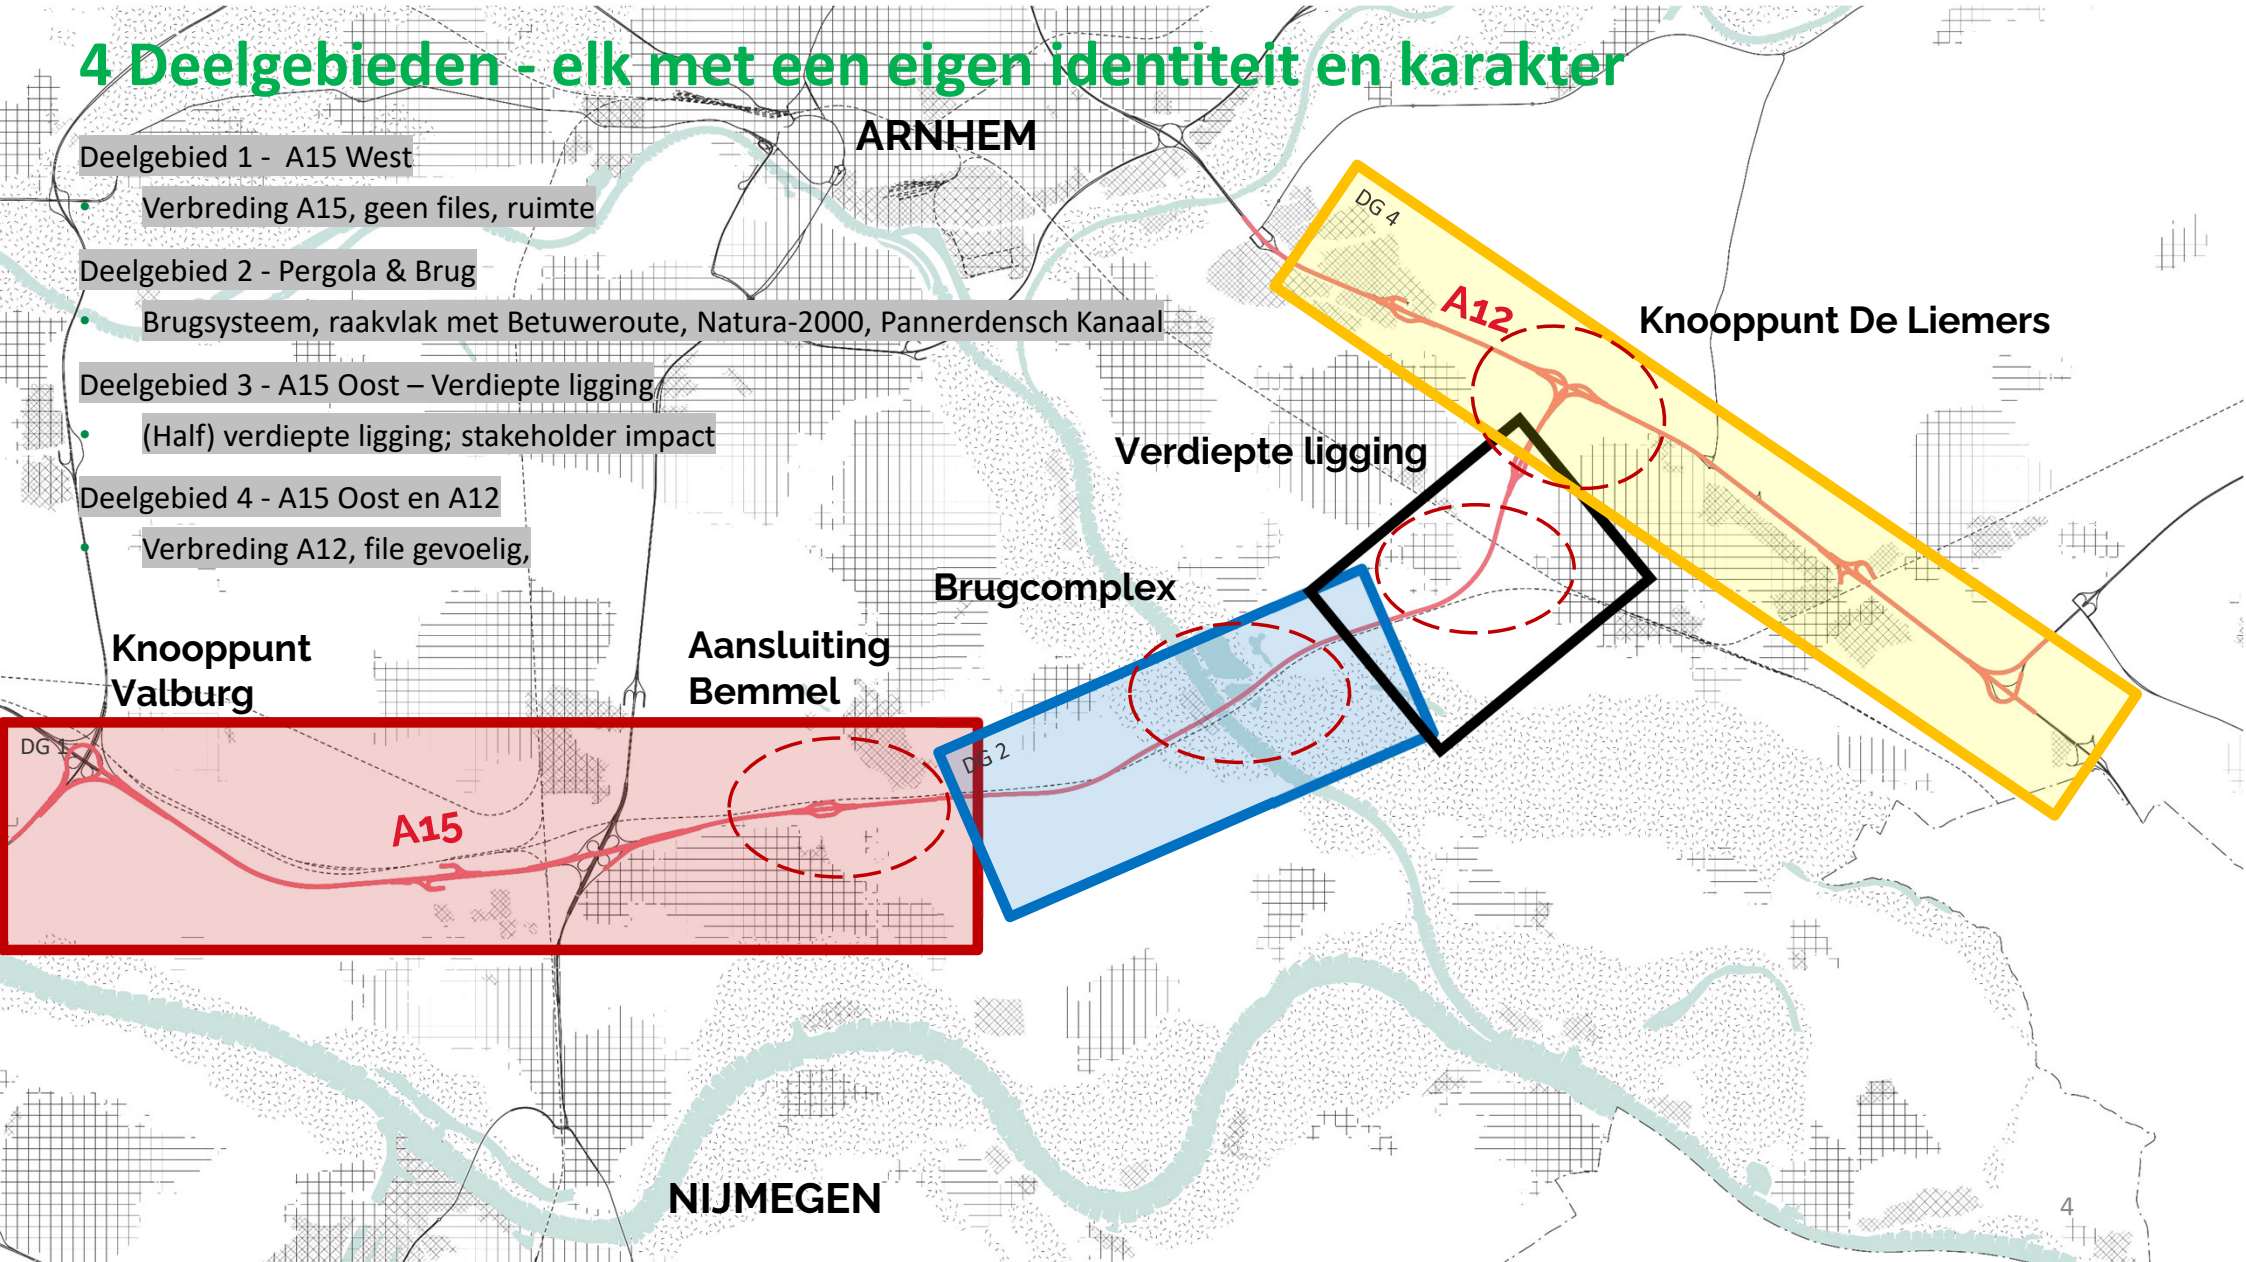 4 Deelgebieden - elk met een eigen identiteit en karakter
ARNHEM
Deelgebied 1 - A15 West
• Verbreding A15, geen files, ruimte
Deelgebied 2 - Pergola & Brug
• Brugsysteem, raakvlak met Betuweroute, Natura-2000, Pannerdensch Kanaal
Deelgebied 3 - A15 Oost – Verdiepte ligging
• (Half) verdiepte ligging; stakeholder impact
Deelgebied 4 - A15 Oost en A12
• Verbreding A12, file gevoelig,
DG 4
A12
Knooppunt De Liemers
Verdiepte ligging
Brugcomplex
Knooppunt
Valburg
Aansluiting
Bemmel
DG 1
DG 2
A15
NIJMEGEN
4